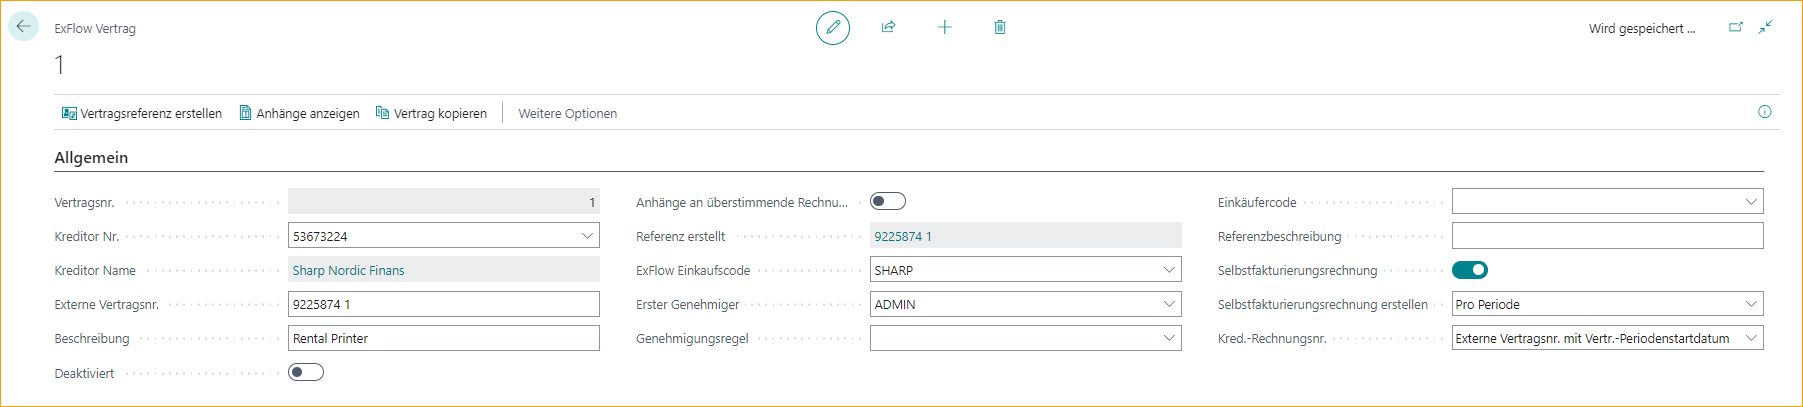 ExFlow Vertrag
Wird gespeichert ...
1
Vertragsreferenz erstellen Anhänge anzeigen Vertrag kopieren Weitere Optionen
Allgemein
Vertragsnr. 1
Kreditor Nr. 53673224
Kreditor Name Sharp Nordic Finans
Externe Vertragsnr. 9225874 1
Beschreibung Rental Printer
Deaktiviert
Anhänge an überstimmende Rechnu...
Referenz erstellt 9225874 1
ExFlow Einkaufscode SHARP
Erster Genehmiger ADMIN
Genehmigungsregel
Einkäufercode
Referenzbeschreibung
Selbstfakturierungsrechnung
Selbstfakturierungsrechnung erstellen Pro Periode
Kred.-Rechnungsnr. Externe Vertragsnr. mit Vertr.-Periodenstartdatum